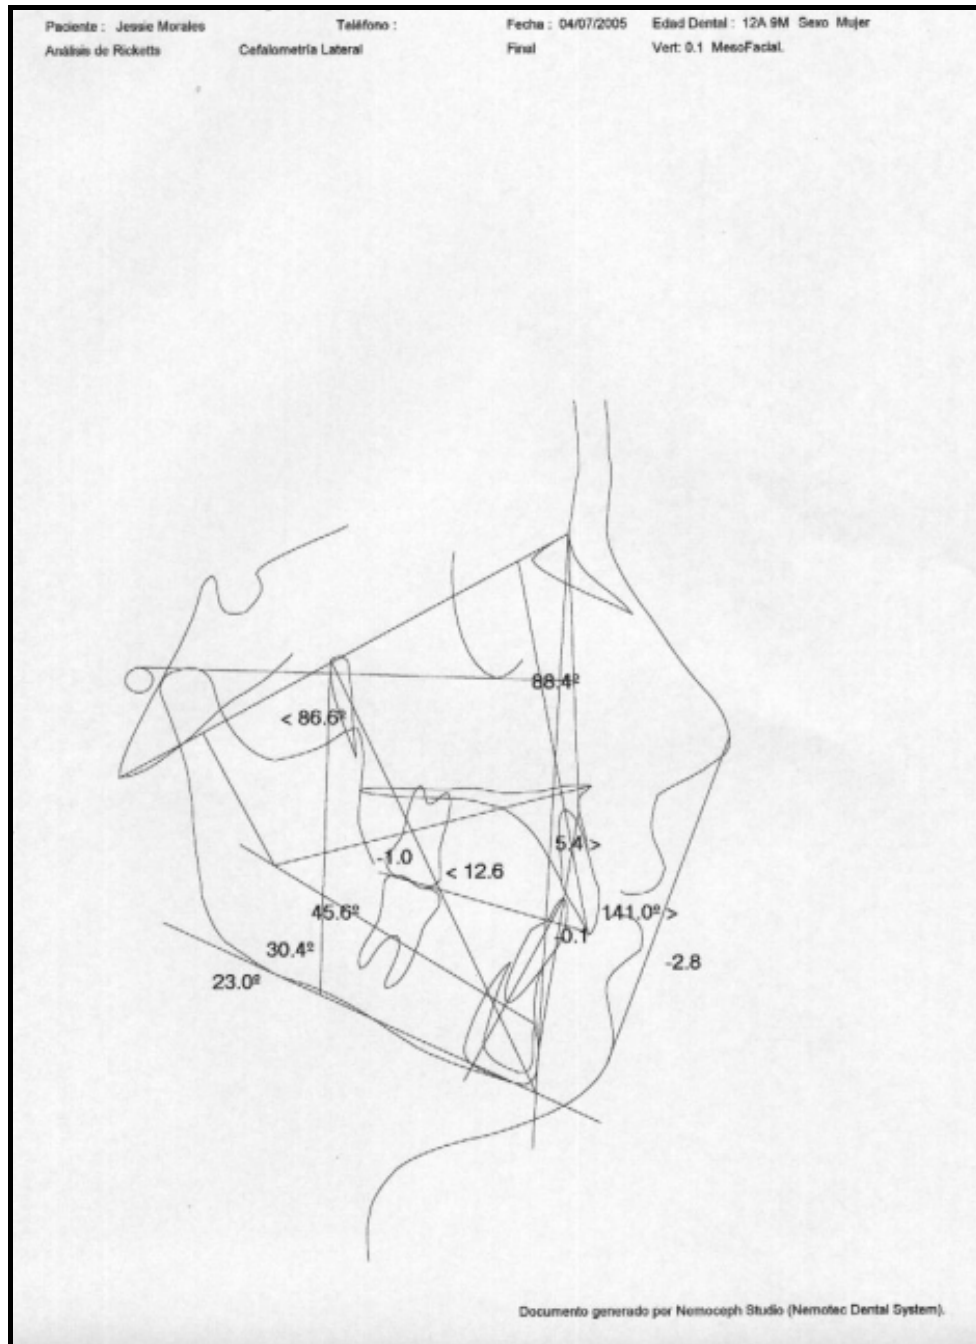 Paciente : Jessie Morales Teléfono : Fecha : 04/07/2005 Edad Dental : 12A 9M Sexo Mujer
Análisis de Ricketts Cefalometría Lateral Final Vert: 0.1 MesoFacial.
88.4º
< 86.6º
5.4 >
-1.0
< 12.6
45.6º
141.0º >
-0.1
30.4º
-2.8
23.0º
Documento generado por Nemoceph Studio (Nemotec Dental System).